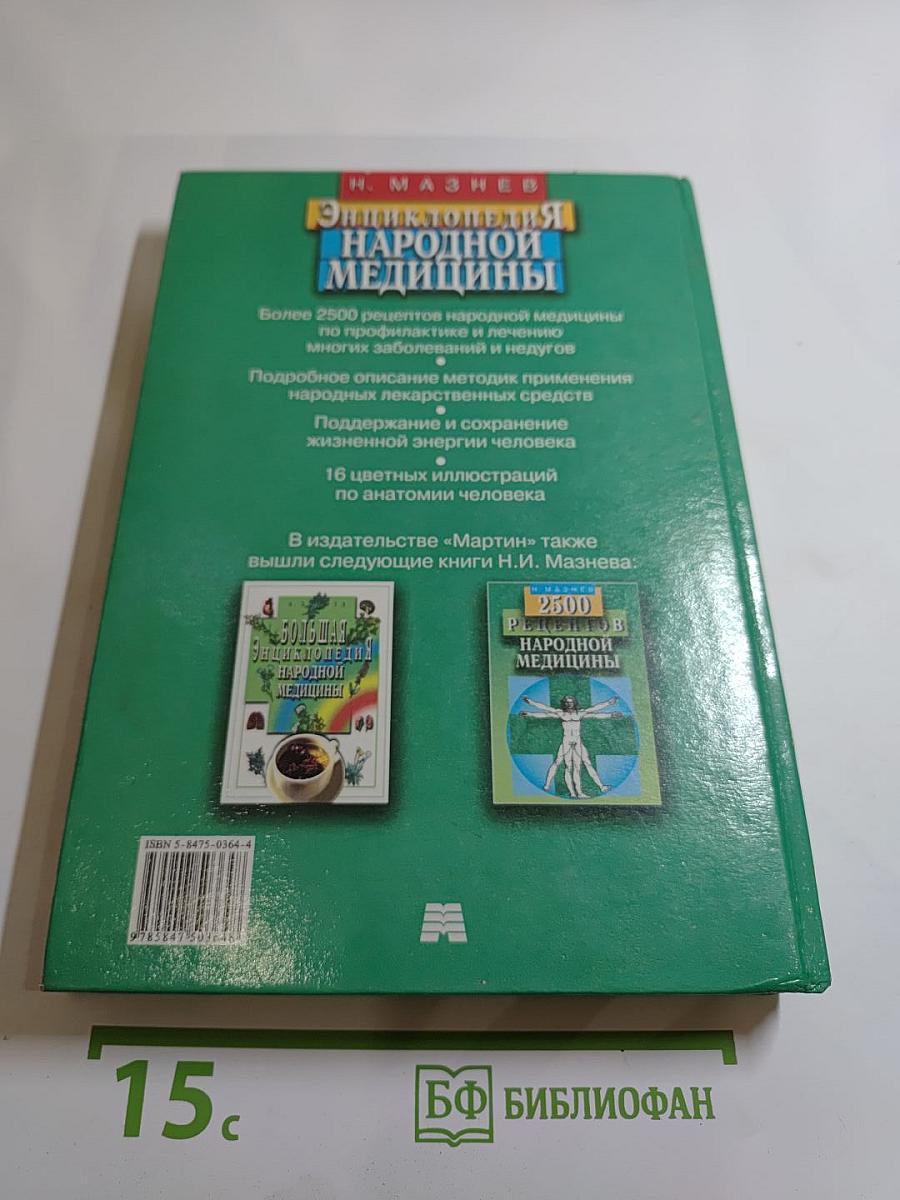 Н. МАЗНЕВ
ЭНЦИКЛОПЕДИЯ
НАРОДНОЙ
МЕДИЦИНЫ
Более 2500 рецептов народной медицины
по профилактике и лечению
многих заболеваний и недугов
Подробное описание методик применения
народных лекарственных средств
Поддержание и сохранение
жизненной энергии человека
16 цветных иллюстраций
по анатомии человека
В издательстве «Мартин» также
вышли следующие книги Н.И. Мазнева:
БОЛЬШАЯ
ЭНЦИКЛОПЕДИЯ
НАРОДНОЙ
МЕДИЦИНЫ
Н. МАЗНЕВ
2500
РЕЦЕПТОВ
НАРОДНОЙ
МЕДИЦИНЫ
ISBN 5-8475-0364-4
15 с
БФ БИБЛИОФАН